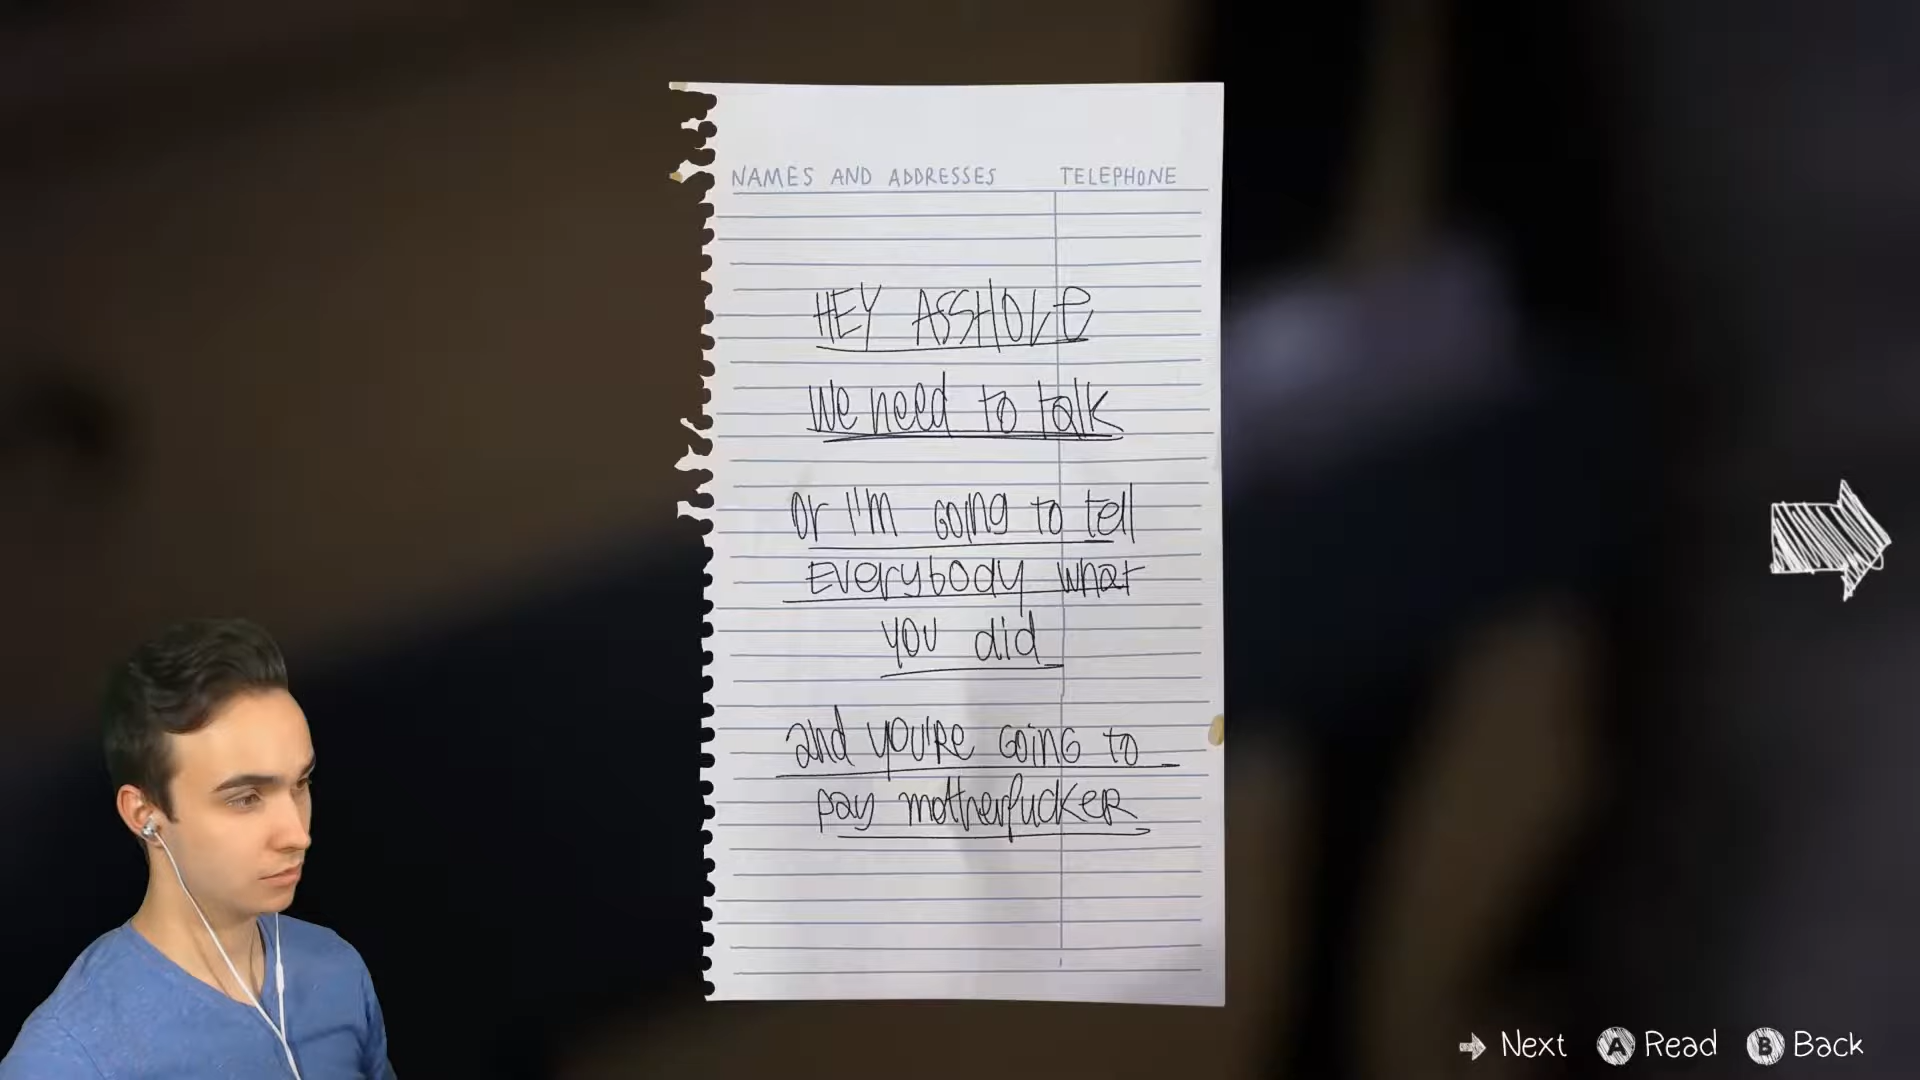 NAMES AND ADDRESSES TELEPHONE
HEY ASSHOLE
We need to talk
Or I'm going to tell
Everybody what
you did
and you're going to
pay motherfucker
Next A Read B Back